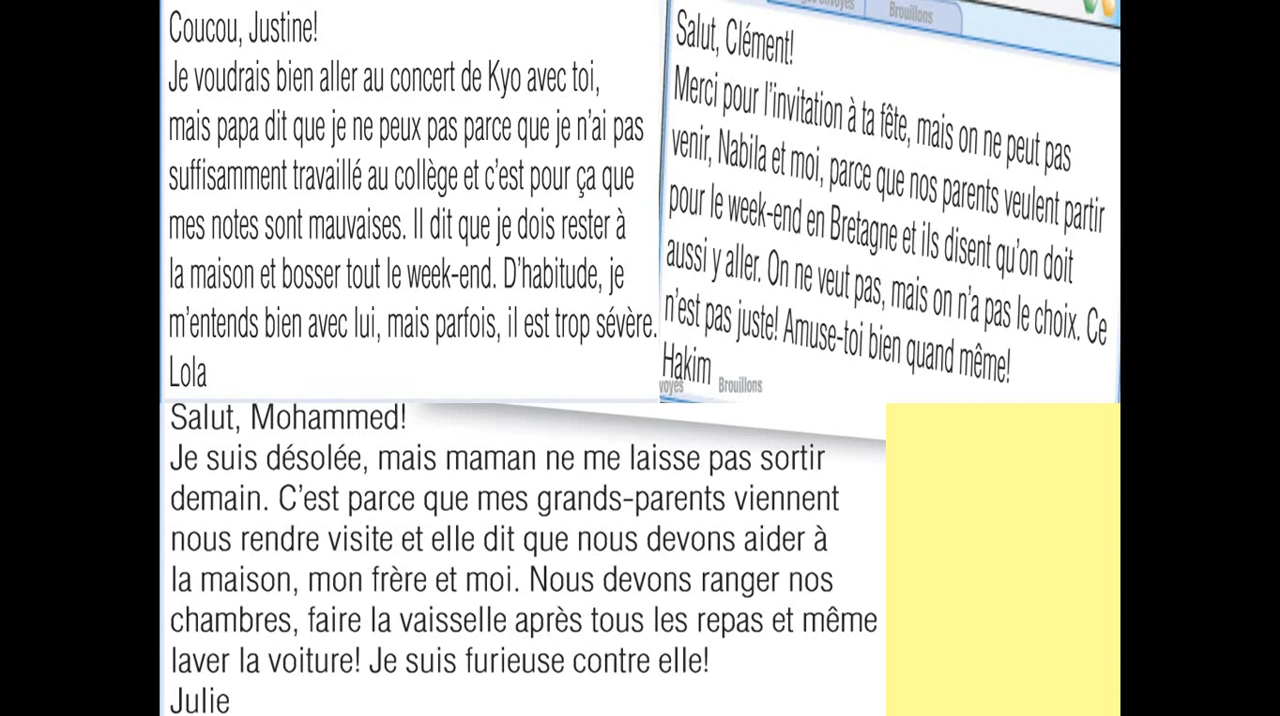 Coucou, Justine!
Je voudrais bien aller au concert de Kyo avec toi,
mais papa dit que je ne peux pas parce que je n'ai pas
suffisamment travaillé au collège et c'est pour ça que
mes notes sont mauvaises. Il dit que je dois rester à
la maison et bosser tout le week-end. D'habitude, je
m'entends bien avec lui, mais parfois, il est trop sévère.
Lola
Brouillons
Salut, Clément!
Merci pour l'invitation à ta fête, mais on ne peut pas
venir, Nabila et moi, parce que nos parents veulent partir
pour le week-end en Bretagne et ils disent qu'on doit
aussi y aller. On ne veut pas, mais on n'a pas le choix. Ce
n'est pas juste! Amuse-toi bien quand même!
Hakim
Brouillons
Salut, Mohammed!
Je suis désolée, mais maman ne me laisse pas sortir
demain. C'est parce que mes grands-parents viennent
nous rendre visite et elle dit que nous devons aider à
la maison, mon frère et moi. Nous devons ranger nos
chambres, faire la vaisselle après tous les repas et même
laver la voiture! Je suis furieuse contre elle!
Julie